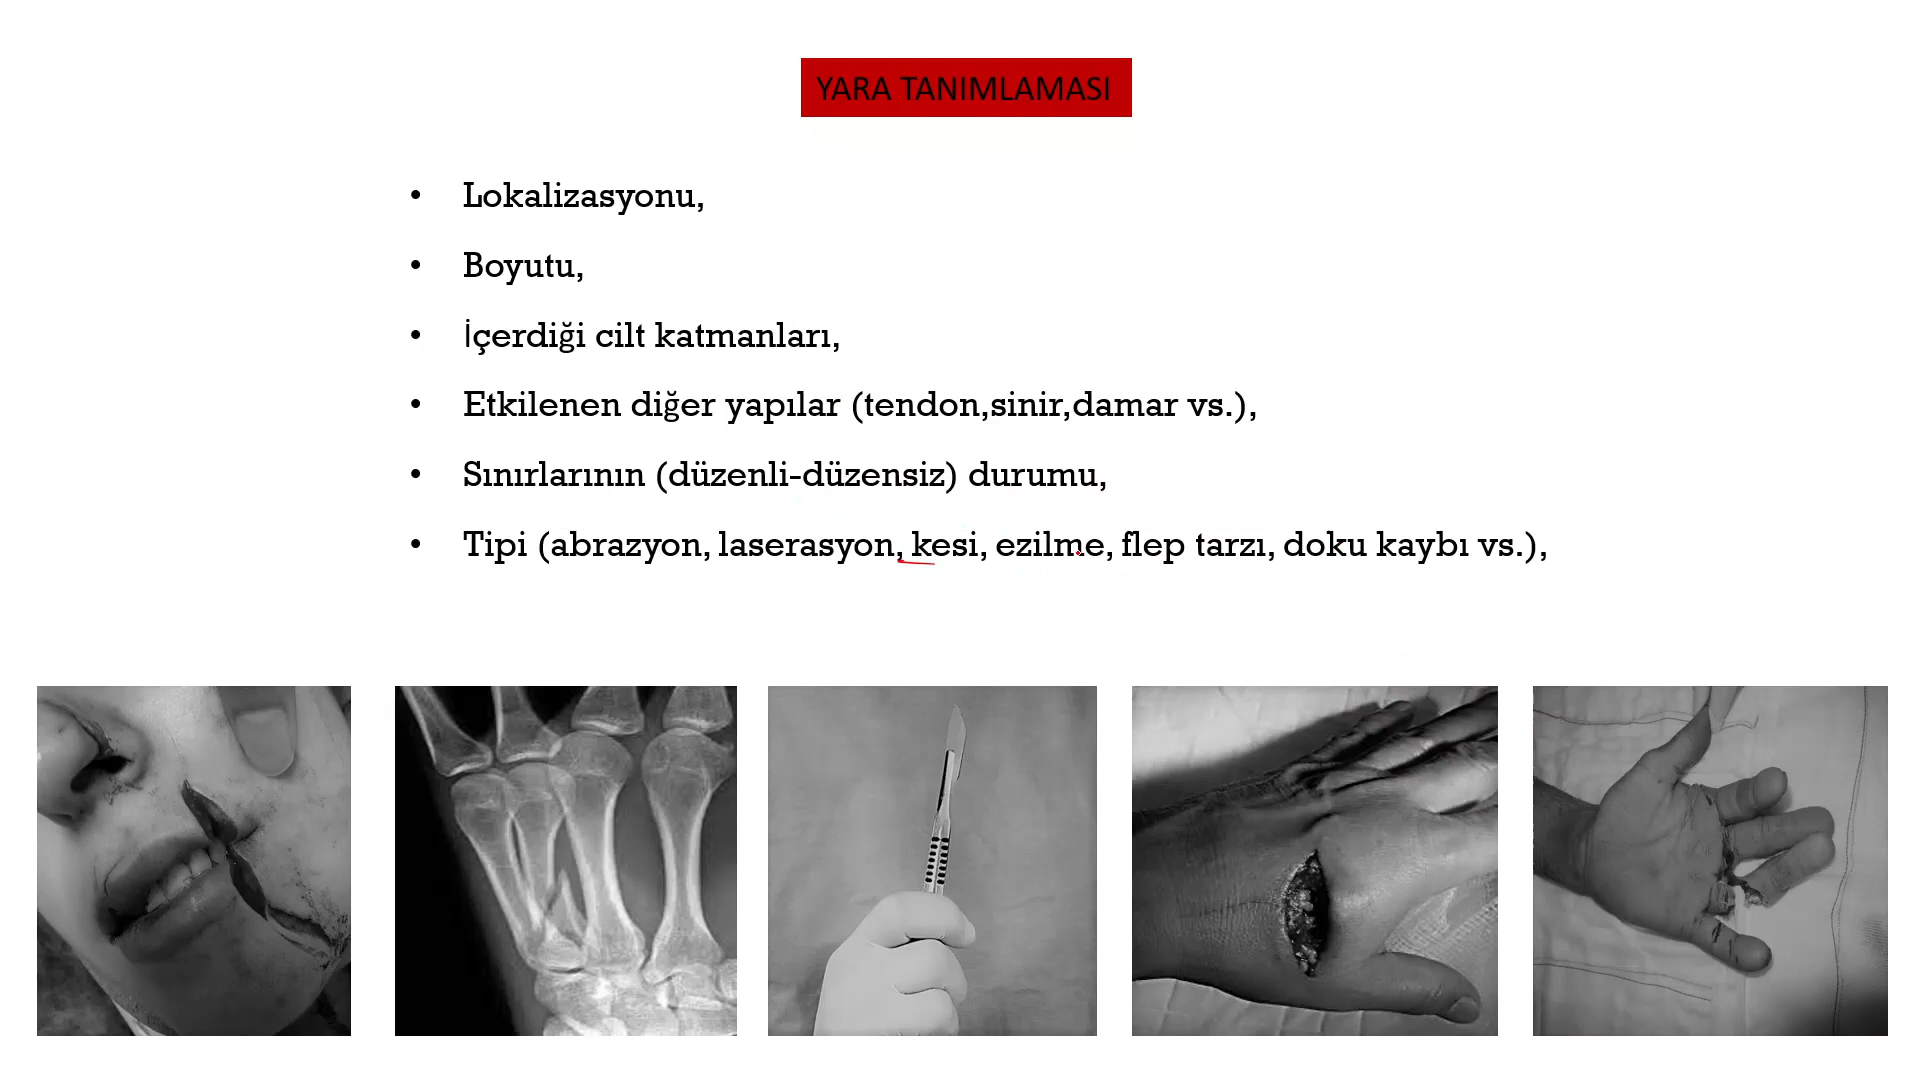 YARA TANIMLAMASI
• Lokalizasyonu,
• Boyutu,
• İçerdiği cilt katmanları,
• Etkilenen diğer yapılar (tendon,sinir,damar vs.),
• Sınırlarının (düzenli-düzensiz) durumu,
• Tipi (abrazyon, laserasyon, kesi, ezilme, flep tarzı, doku kaybı vs.),